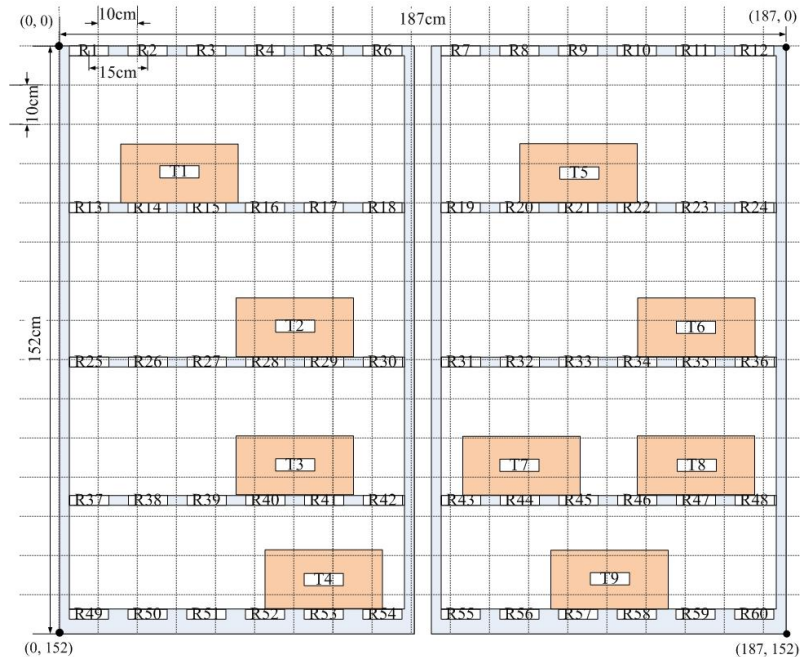 (0, 0) 10cm 187cm (187, 0)
R1 R2 R3 R4 R5 R6 R7 R8 R9 R10 R11 R12
15cm
10cm
T1 T5
R13 R14 R15 R16 R17 R18 R19 R20 R21 R22 R23 R24
T2 T6
152cm
R25 R26 R27 R28 R29 R30 R31 R32 R33 R34 R35 R36
T3 T7 T8
R37 R38 R39 R40 R41 R42 R43 R44 R45 R46 R47 R48
T4 T9
R49 R50 R51 R52 R53 R54 R55 R56 R57 R58 R59 R60
(0, 152) (187, 152)